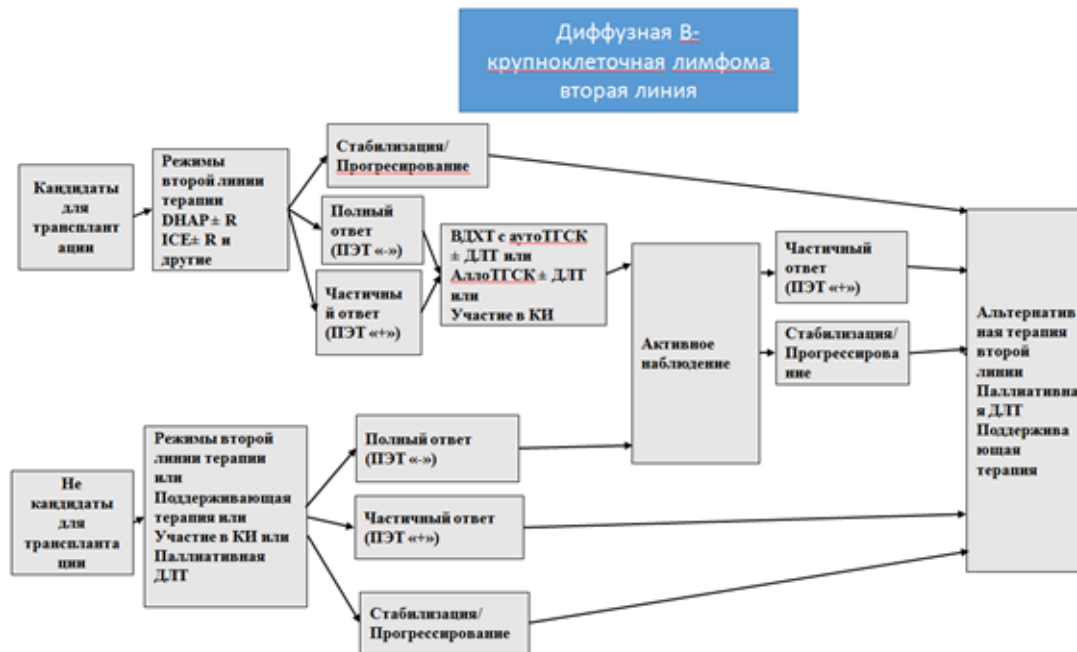 Диффузная В-
крупноклеточная лимфома
вторая линия
Кандидаты
для
трансплант
ации
Режимы
второй линии
терапии
DHAP ± R
ICE± R и
другие
Стабилизация/
Прогресирование
Полный
ответ
(ПЭТ «-»)
Частичны
й ответ
(ПЭТ «+»)
ВДХТ с аутоТГСК
± ДЛТ или
АллоТГСК ± ДЛТ
или
Участие в КИ
Активное
наблюдение
Частичный
ответ
(ПЭТ «+»)
Стабилизация/
Прогрессирова
ние
Альтернатив
ная терапия
второй
линии
Паллиативна
я ДЛТ
Поддержива
ющая
терапия
Не
кандидаты
для
транспланта
ции
Режимы второй
линии терапии
или
Поддерживающая
терапия или
Участие в КИ или
Паллиативная
ДЛТ
Полный ответ
(ПЭТ «-»)
Частичный ответ
(ПЭТ «+»)
Стабилизация/
Прогрессирование